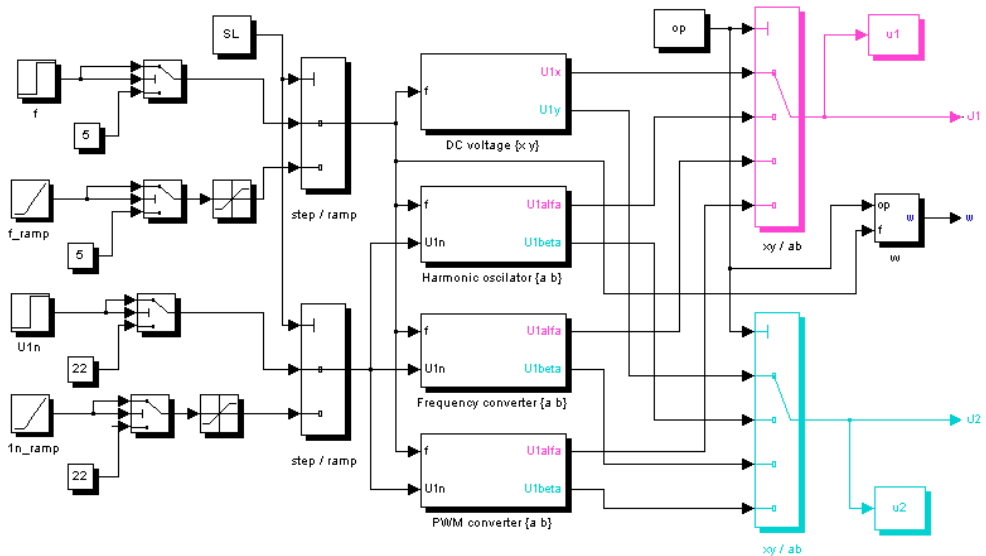 SL
op
u1
f
5
f
U1x
U1y
DC voltage {x y}
U1
step / ramp
f_ramp
5
f
U1n
U1alfa
U1beta
Harmonic oscilator {a b}
xy / ab
op
f
w
w
w
U1n
22
f
U1n
U1alfa
U1beta
Frequency converter {a b}
U2
1n_ramp
22
step / ramp
f
U1n
U1alfa
U1beta
PWM converter {a b}
u2
xy / ab